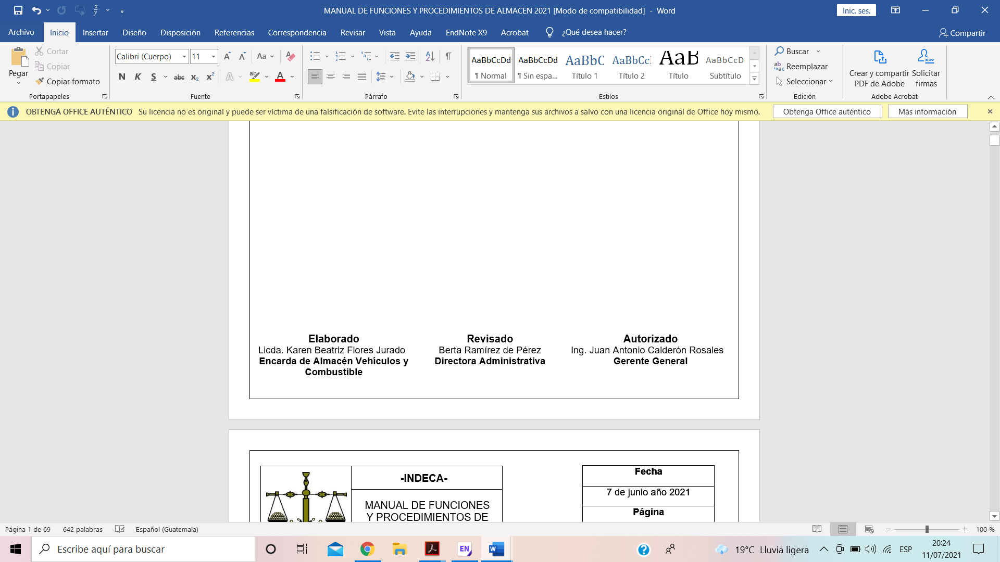 MANUAL DE FUNCIONES Y PROCEDIMIENTOS DE ALMACEN 2021 [Modo de compatibilidad] - Word
Inic. ses.
Archivo Inicio Insertar Diseño Disposición Referencias Correspondencia Revisar Vista Ayuda EndNote X9 Acrobat ¿Qué desea hacer? Compartir
Pegar
Cortar
Copiar
Copiar formato
Portapapeles
Calibri (Cuerpo) 11
Aa
N K S abc x₂ x²
Fuente
Párrafo
AaBbCcDd AaBbCcDd AaBbC AaBbCcI AaB AaBbCcD
¶ Normal ¶ Sin espa... Título 1 Título 2 Título Subtítulo
Estilos
Buscar
Reemplazar
Seleccionar
Edición
Crear y compartir PDF de Adobe
Solicitar firmas
Adobe Acrobat
OBTENGA OFFICE AUTÉNTICO Su licencia no es original y puede ser víctima de una falsificación de software. Evite las interrupciones y mantenga sus archivos a salvo con una licencia original de Office hoy mismo. Obtenga Office auténtico Más información
Elaborado
Licda. Karen Beatriz Flores Jurado
Encarda de Almacén Vehículos y
Combustible
Revisado
Berta Ramírez de Pérez
Directora Administrativa
Autorizado
Ing. Juan Antonio Calderón Rosales
Gerente General
-INDECA-
MANUAL DE FUNCIONES
Y PROCEDIMIENTOS DE
Fecha
7 de junio año 2021
Página
Página 1 de 69 642 palabras Español (Guatemala) 100 %
Escribe aquí para buscar
EN
19°C Lluvia ligera
ESP
20:24
11/07/2021